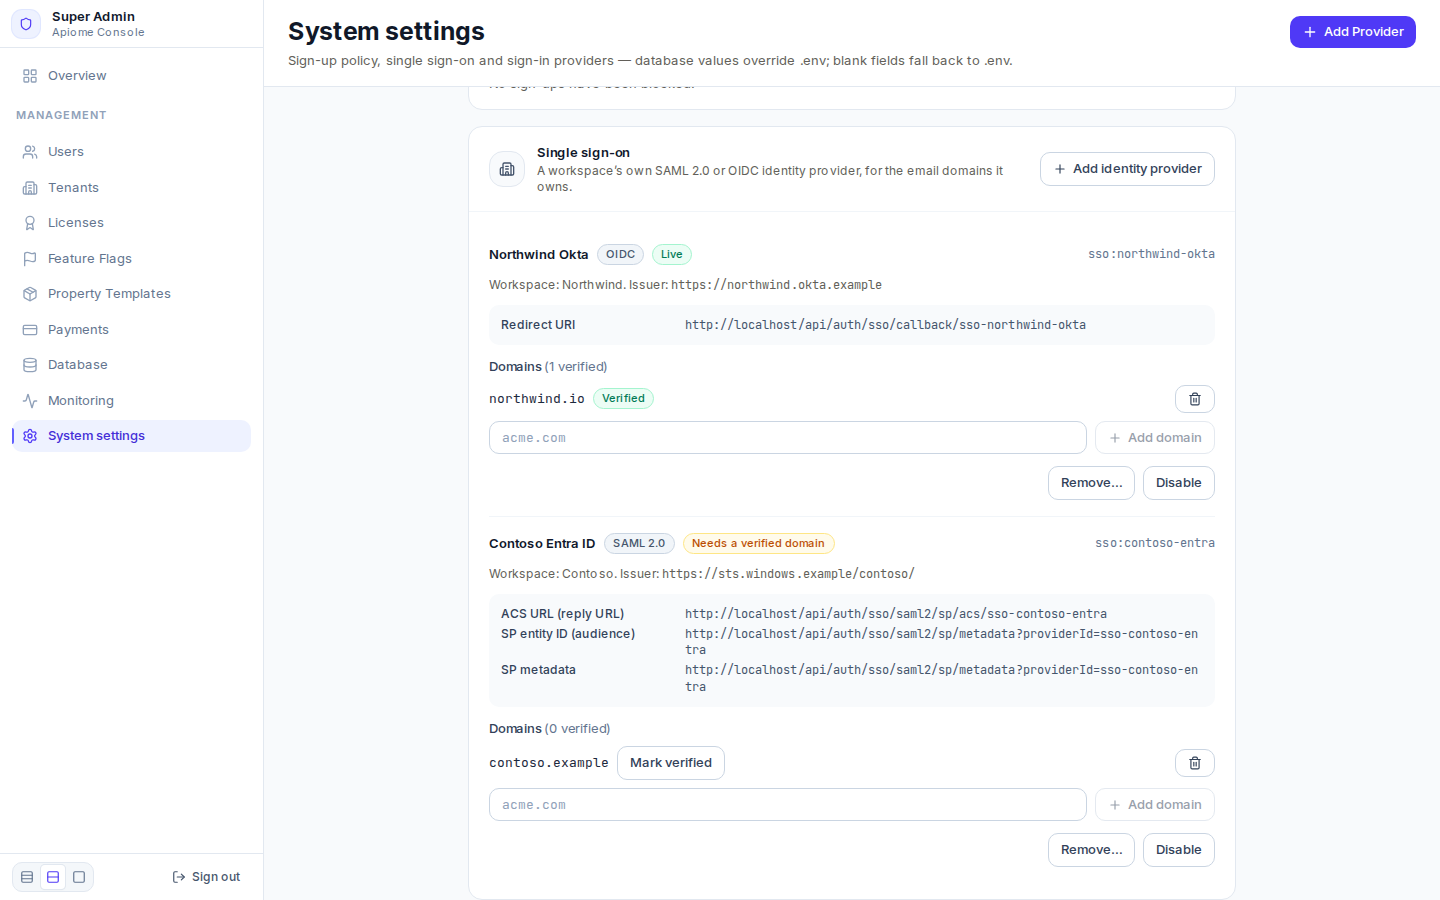 Super Admin
Apiome Console
Overview
MANAGEMENT
Users
Tenants
Licenses
Feature Flags
Property Templates
Payments
Database
Monitoring
System settings
Sign out
System settings
Sign-up policy, single sign-on and sign-in providers — database values override .env; blank fields fall back to .env.
Add Provider
No sign-ups have been blocked.
Single sign-on
A workspace's own SAML 2.0 or OIDC identity provider, for the email domains it
owns.
Add identity provider
Northwind Okta OIDC Live sso:northwind-okta
Workspace: Northwind. Issuer: https://northwind.okta.example
Redirect URI http://localhost/api/auth/sso/callback/sso-northwind-okta
Domains (1 verified)
northwind.io Verified
acme.com Add domain
Remove... Disable
Contoso Entra ID SAML 2.0 Needs a verified domain sso:contoso-entra
Workspace: Contoso. Issuer: https://sts.windows.example/contoso/
ACS URL (reply URL) http://localhost/api/auth/sso/saml2/sp/acs/sso-contoso-entra
SP entity ID (audience) http://localhost/api/auth/sso/saml2/sp/metadata?providerId=sso-contoso-en
tra
SP metadata http://localhost/api/auth/sso/saml2/sp/metadata?providerId=sso-contoso-en
tra
Domains (0 verified)
contoso.example Mark verified
acme.com Add domain
Remove... Disable